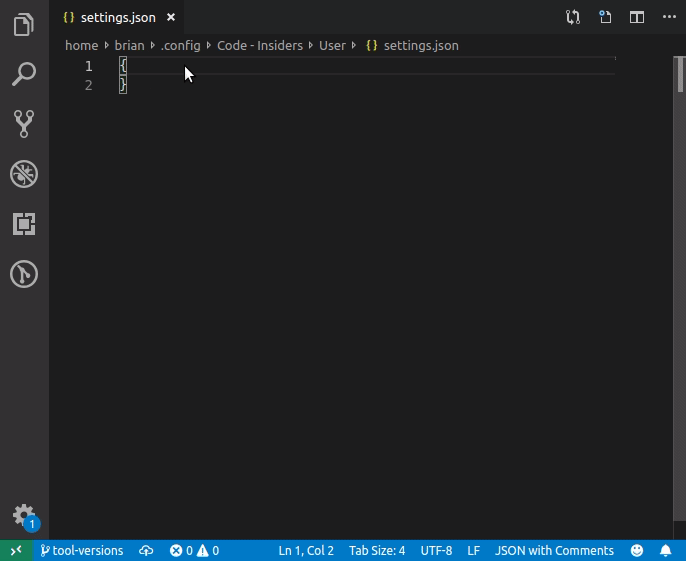 { } settings.json ×
home brian .config Code - Insiders User { } settings.json
1 {
2 }
1
tool-versions 0 0 Ln 1, Col 2 Tab Size: 4 UTF-8 LF JSON with Comments